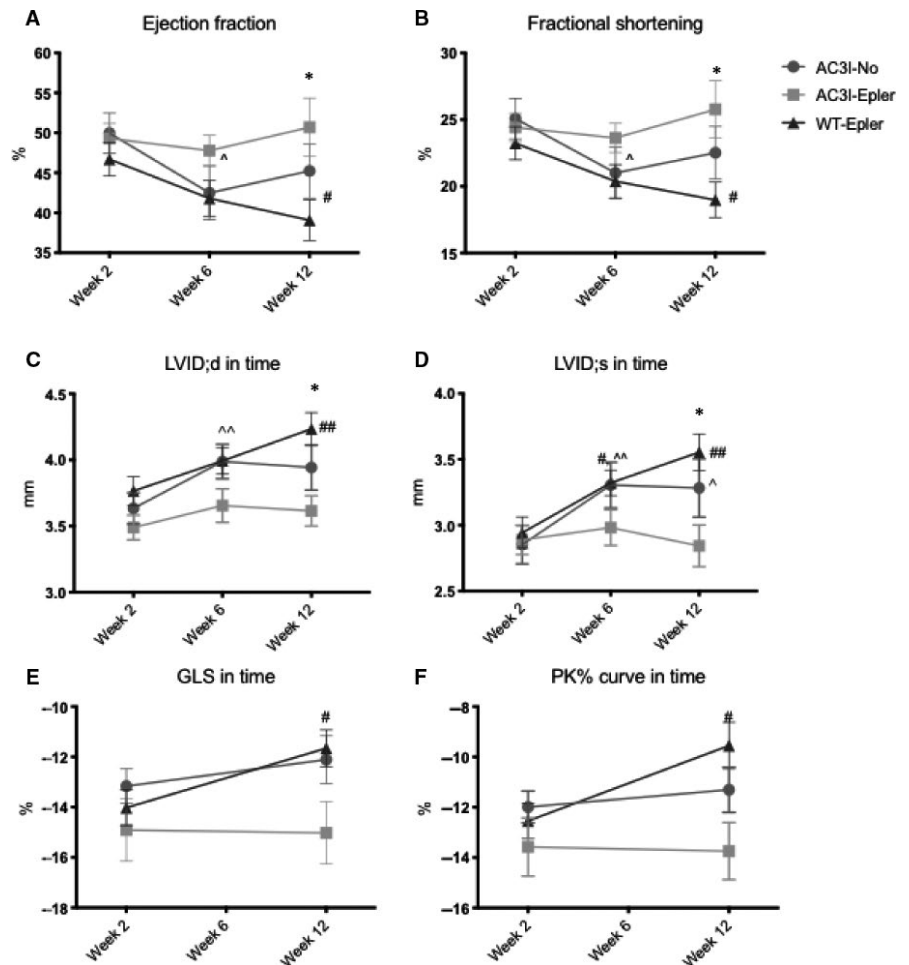 A
Ejection fraction
60
55
50
45
40
35
%
*
^
#
Week 2
Week 6
Week 12
B
Fractional shortening
30
25
20
15
%
*
^
#
Week 2
Week 6
Week 12
AC3I-No
AC3I-Epler
WT-Epler
C
LVID;d in time
4.5
4.0
3.5
3.0
mm
*
^^
##
Week 2
Week 6
Week 12
D
LVID;s in time
4.0
3.5
3.0
2.5
mm
*
#
^^
##
^
Week 2
Week 6
Week 12
E
GLS in time
-10
-12
-14
-16
-18
%
#
Week 2
Week 6
Week 12
F
PK% curve in time
-8
-10
-12
-14
-16
%
#
Week 2
Week 6
Week 12